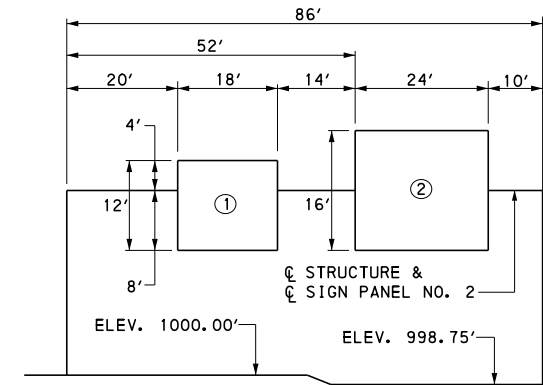 86′
52′
20′ 18′ 14′ 24′ 10′
4′
12′ 1 16′ 2
8′
℄ STRUCTURE &
℄ SIGN PANEL NO. 2
ELEV. 1000.00′
ELEV. 998.75′